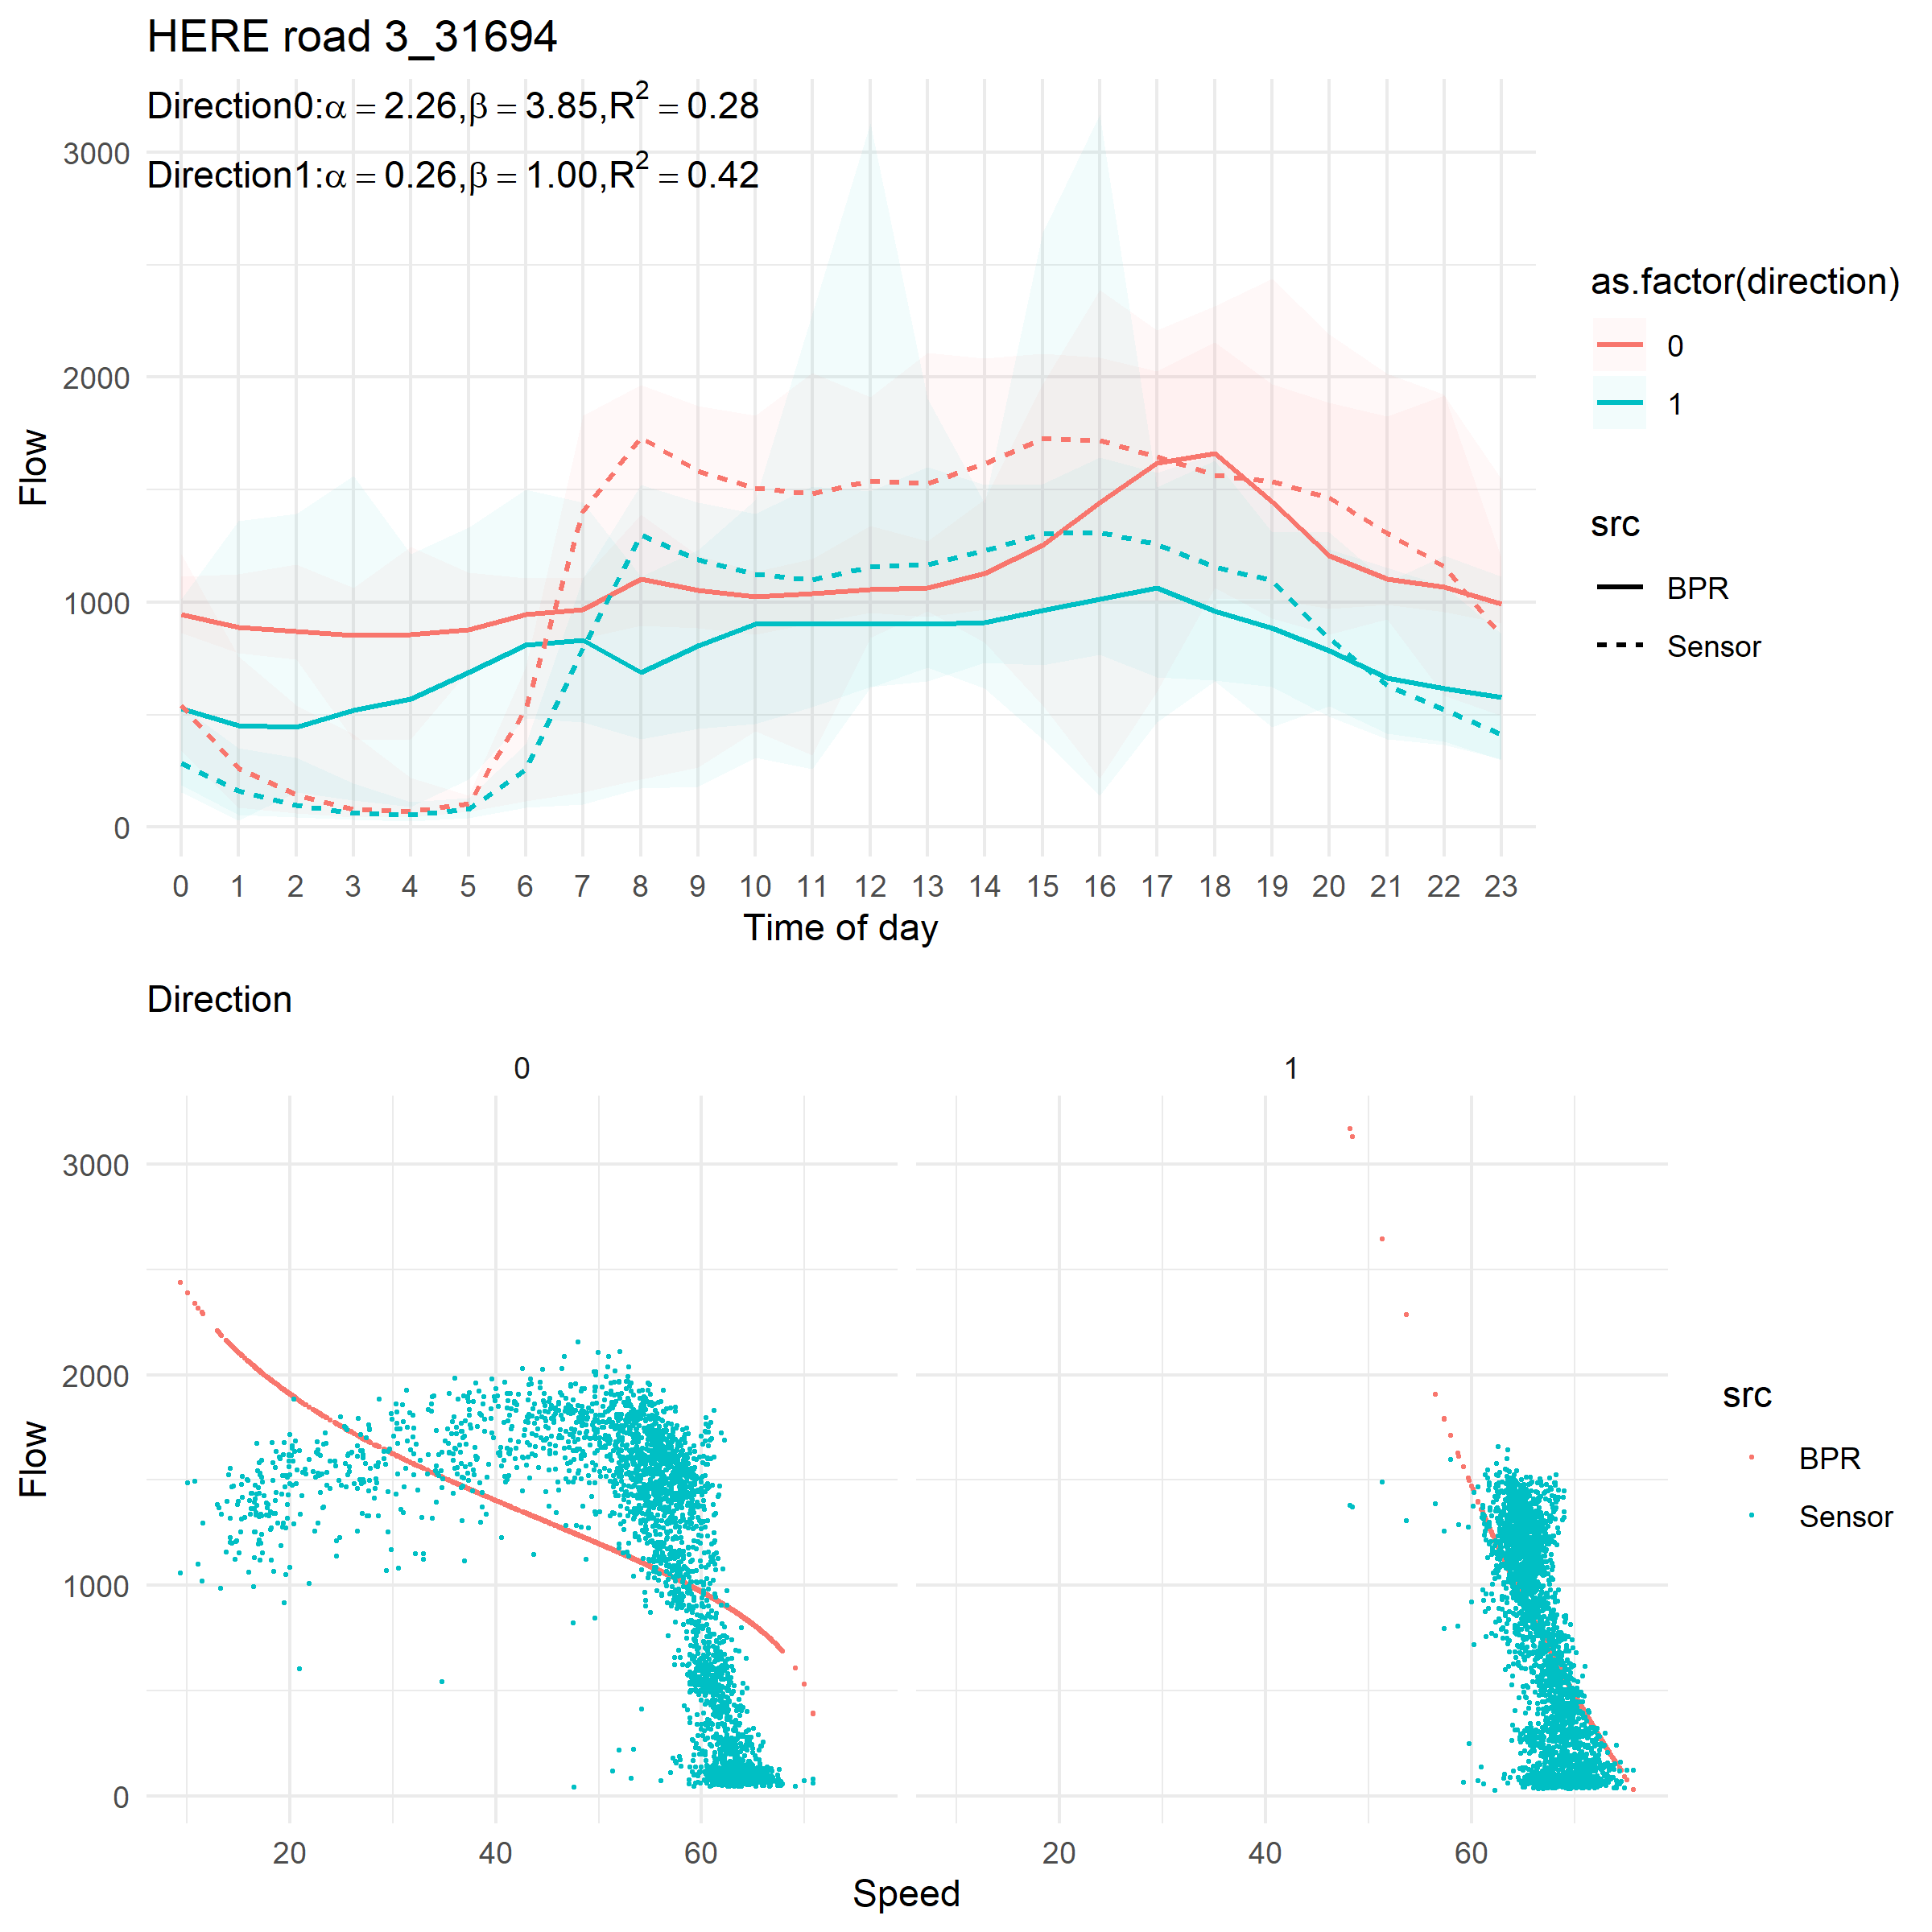 HERE road 3_31694
Direction0:α = 2.26,β = 3.85,R² = 0.28
Direction1:α = 0.26,β = 1.00,R² = 0.42
3000
2000
1000
0
Flow
0 1 2 3 4 5 6 7 8 9 10 11 12 13 14 15 16 17 18 19 20 21 22 23
Time of day
as.factor(direction)
0
1
src
BPR
Sensor
Direction
0 1
3000
2000
1000
0
Flow
20 40 60 20 40 60
Speed
src
BPR
Sensor